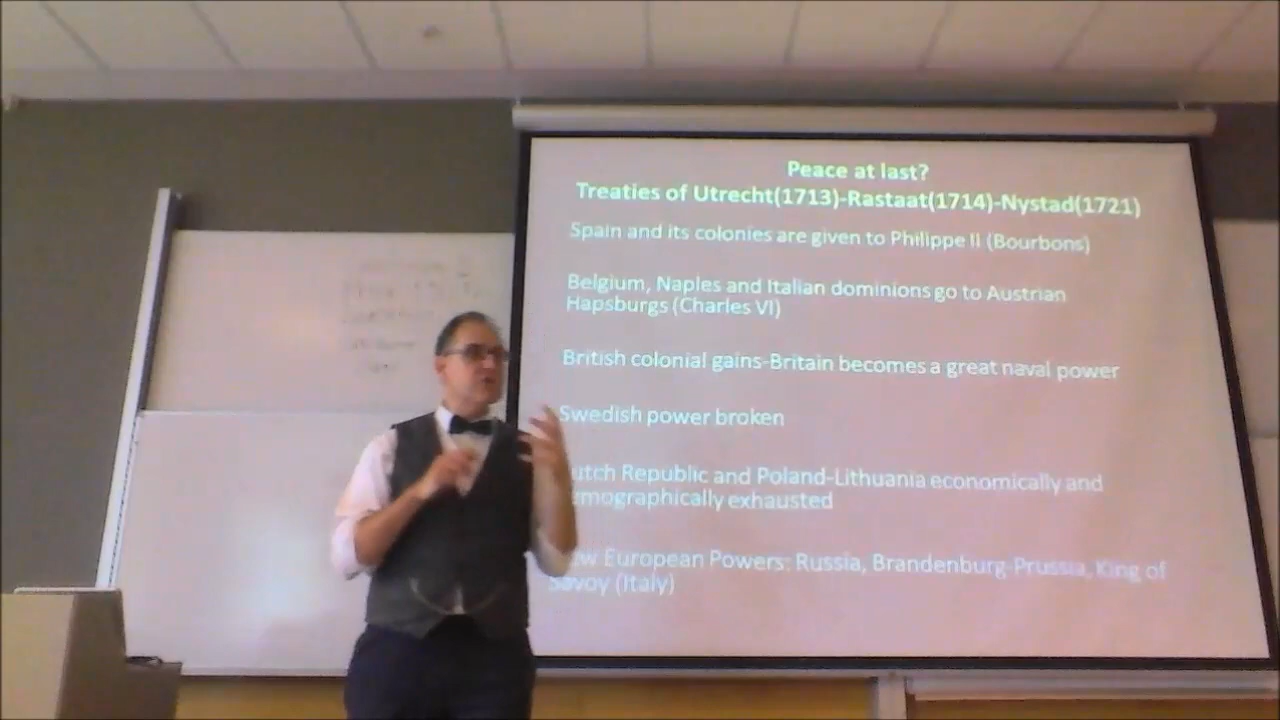 Peace at last?
Treaties of Utrecht(1713)-Rastaat(1714)-Nystad(1721)
Spain and its colonies are given to Philippe II (Bourbons)
Belgium, Naples and Italian dominions go to Austrian
Hapsburgs (Charles VI)
British colonial gains-Britain becomes a great naval power
Swedish power broken
utch Republic and Poland-Lithuania economically and
mographically exhausted
w European Powers: Russia, Brandenburg-Prussia, King of
Savoy (Italy)